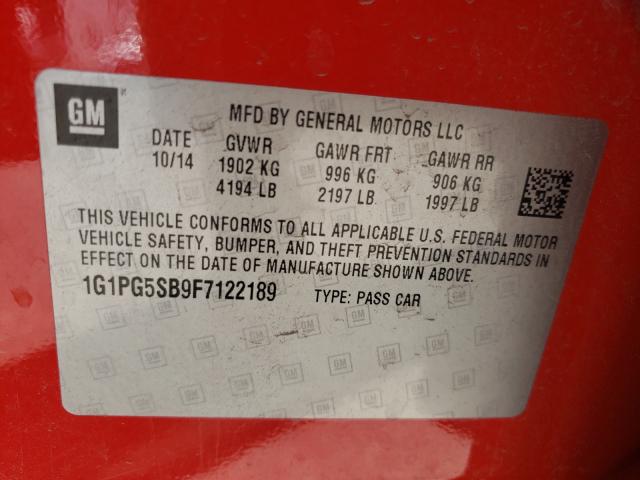 GM
MFD BY GENERAL MOTORS LLC
DATE GVWR GAWR FRT GAWR RR
10/14 1902 KG 996 KG 906 KG
4194 LB 2197 LB 1997 LB
THIS VEHICLE CONFORMS TO ALL APPLICABLE U.S. FEDERAL MOTOR
VEHICLE SAFETY, BUMPER, AND THEFT PREVENTION STANDARDS IN
EFFECT ON THE DATE OF MANUFACTURE SHOWN ABOVE.
1G1PG5SB9F7122189 TYPE: PASS CAR